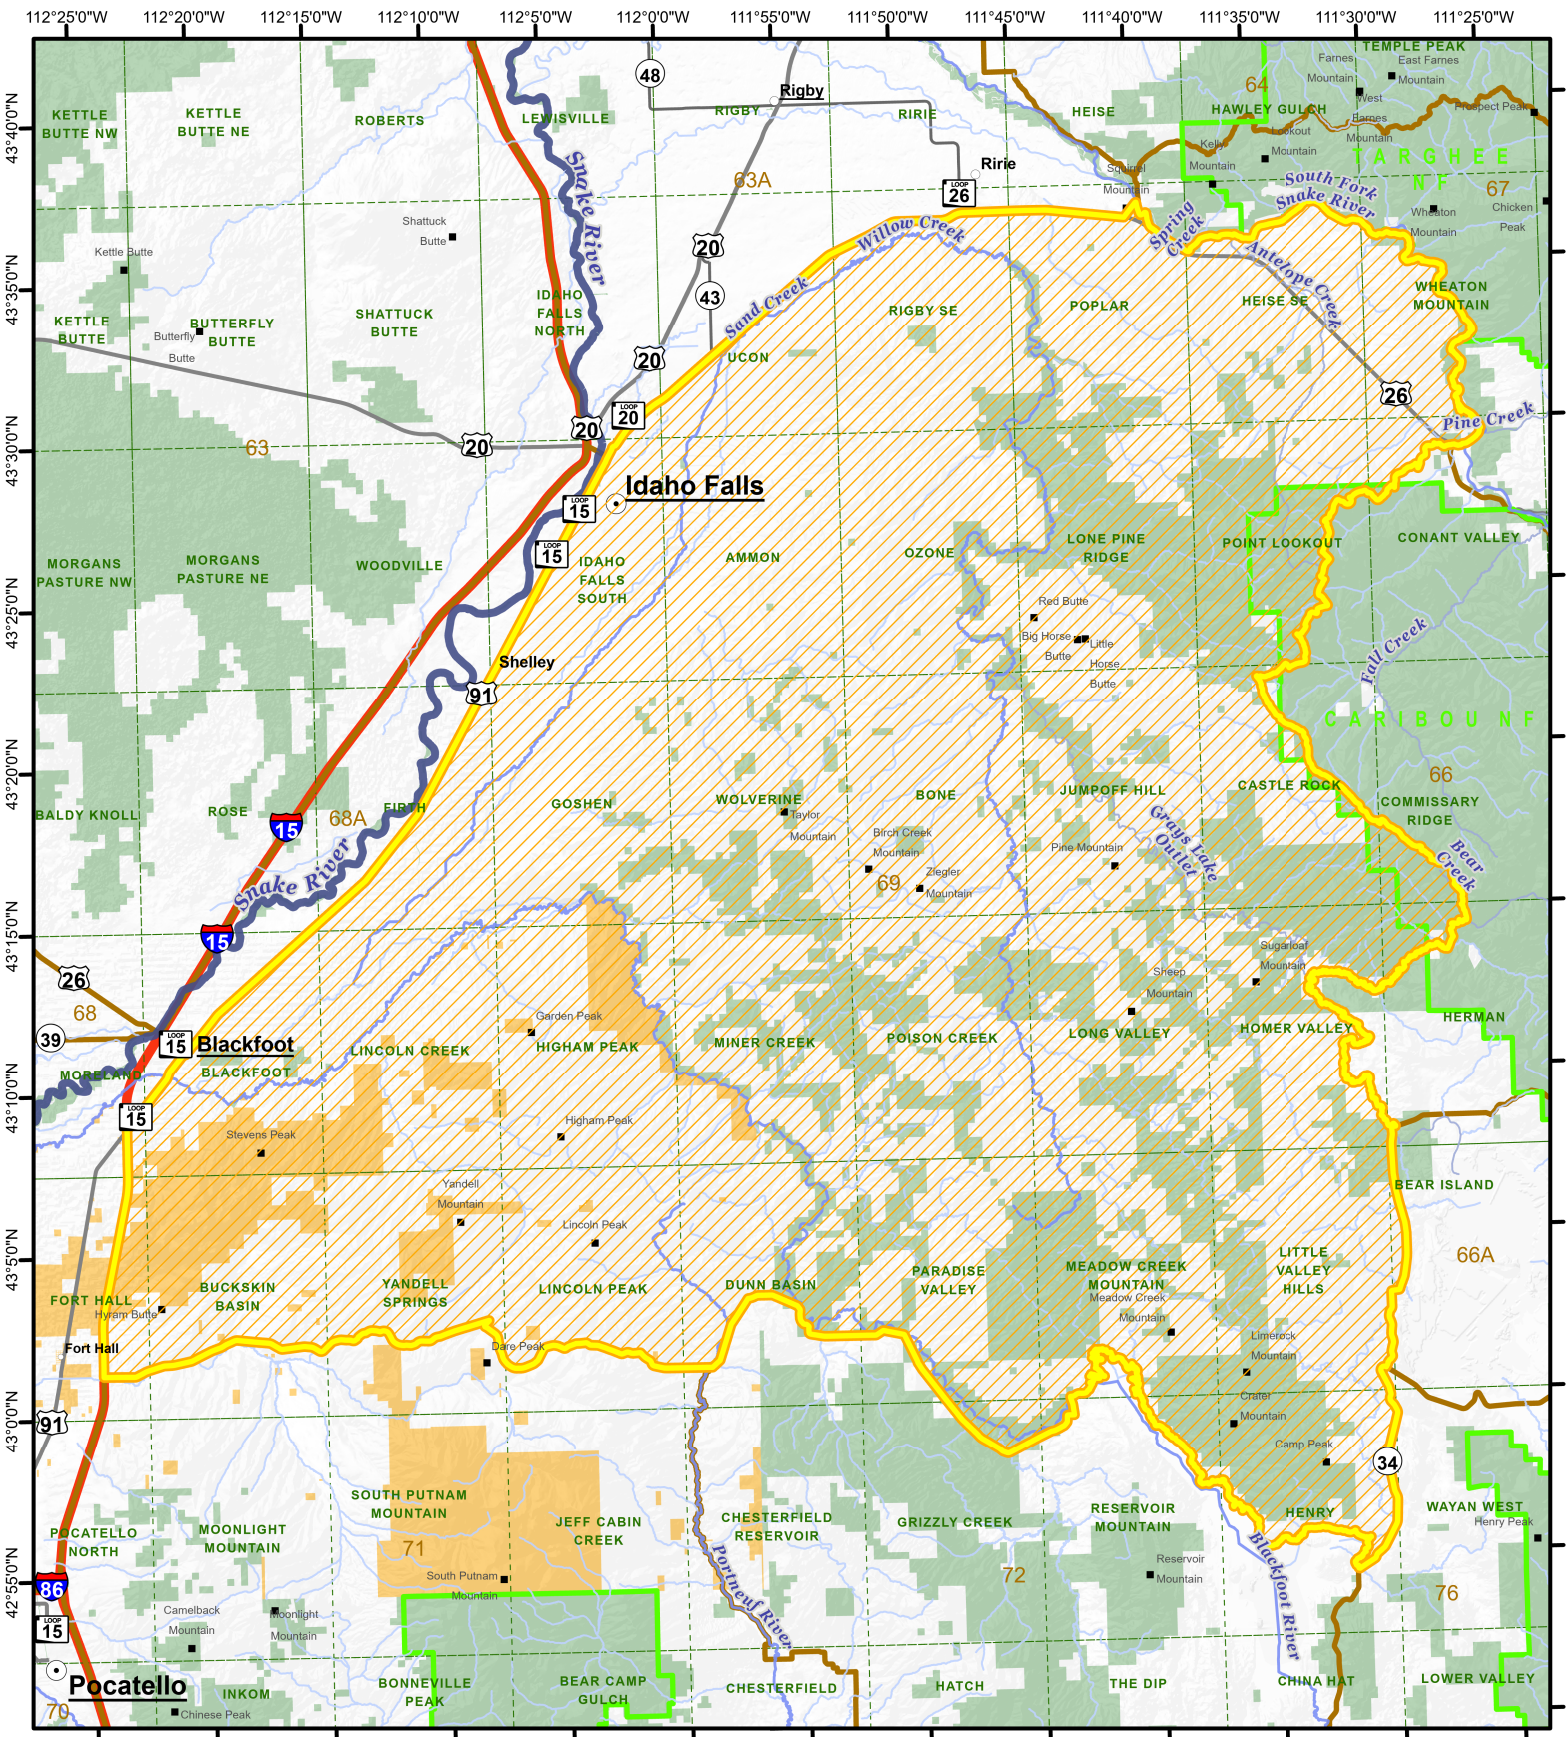 112°25'0"W 112°20'0"W 112°15'0"W 112°10'0"W 112°5'0"W 112°0'0"W 111°55'0"W 111°50'0"W 111°45'0"W 111°40'0"W 111°35'0"W 111°30'0"W 111°25'0"W
43°40'0"N
43°35'0"N
43°30'0"N
43°25'0"N
43°20'0"N
43°15'0"N
43°10'0"N
43°5'0"N
43°0'0"N
42°55'0"N
TEMPLE PEAK
Farnes
Mountain
East Farnes
Mountain
48
64
Rigby
KETTLE
BUTTE NW
KETTLE
BUTTE NE
ROBERTS
LEWISVILLE
RIGBY
RIRIE
HEISE
HAWLEY GULCH
West
Farnes
Mountain
Prospect Peak
Lookout
Mountain
Kelly
Mountain
TARGHEE
NF
Ririe
Squirrel
Mountain
63A
LOOP
26
67
South Fork
Snake River
Wheaton
Mountain
Chicken
Peak
Snake River
Shattuck
Butte
Kettle Butte
20
Willow Creek
Spring
Creek
Antelope Creek
43
Sand Creek
IDAHO
FALLS
NORTH
RIGBY SE
POPLAR
HEISE SE
WHEATON
MOUNTAIN
KETTLE
BUTTE
BUTTERFLY
BUTTE
Butterfly
Butte
SHATTUCK
BUTTE
UCON
20
26
LOOP
20
20
20
63
Pine Creek
Idaho Falls
LOOP
15
LOOP
15
MORGANS
PASTURE NW
MORGANS
PASTURE NE
WOODVILLE
IDAHO
FALLS
SOUTH
AMMON
OZONE
LONE PINE
RIDGE
POINT LOOKOUT
CONANT VALLEY
Red Butte
Big Horse
Butte
Little
Horse
Butte
Fall Creek
Shelley
91
CARIBOU NF
66
BALDY KNOLL
ROSE
68A
FIRTH
GOSHEN
WOLVERINE
BONE
JUMPOFF HILL
CASTLE ROCK
COMMISSARY
RIDGE
15
Taylor
Mountain
Birch Creek
Mountain
69
Ziegler
Mountain
Pine Mountain
Grays Lake
Outlet
Bear
Creek
Snake River
15
26
68
39
LOOP
15
Blackfoot
Sugarloaf
Mountain
Sheep
Mountain
Garden Peak
HIGHAM PEAK
LINCOLN CREEK
MINER CREEK
POISON CREEK
LONG VALLEY
HOMER VALLEY
HERMAN
MORELAND
BLACKFOOT
LOOP
15
Stevens Peak
Higham Peak
Yandell
Mountain
Lincoln Peak
BEAR ISLAND
66A
FORT HALL
Hyram Butte
BUCKSKIN
BASIN
YANDELL
SPRINGS
LINCOLN PEAK
DUNN BASIN
PARADISE
VALLEY
MEADOW CREEK
MOUNTAIN
Meadow Creek
Mountain
LITTLE
VALLEY
HILLS
Fort Hall
Dare Peak
Limerock
Mountain
Crater
Mountain
Camp Peak
91
34
POCATELLO
NORTH
MOONLIGHT
MOUNTAIN
SOUTH PUTNAM
MOUNTAIN
71
JEFF CABIN
CREEK
CHESTERFIELD
RESERVOIR
GRIZZLY CREEK
RESERVOIR
MOUNTAIN
HENRY
WAYAN WEST
Henry Peak
86
LOOP
15
Camelback
Mountain
Moonlight
Mountain
South Putnam
Mountain
Portneuf River
72
Reservoir
Mountain
Blackfoot River
76
Pocatello
70
INKOM
Chinese Peak
BONNEVILLE
PEAK
BEAR CAMP
GULCH
CHESTERFIELD
HATCH
THE DIP
CHINA HAT
LOWER VALLEY